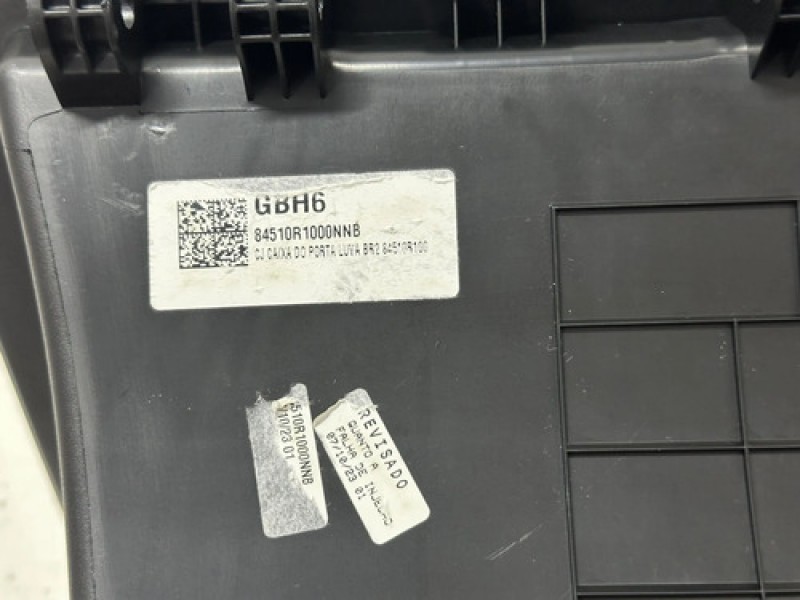 GBH6
84510R1000NNB
CJ CAIXA DO PORTA LUVA BR2 84510R100
510R1000NNB
/10/23 01
REVISADO
QUANTO A
FALHA DE INJECAO
07/10/23 01